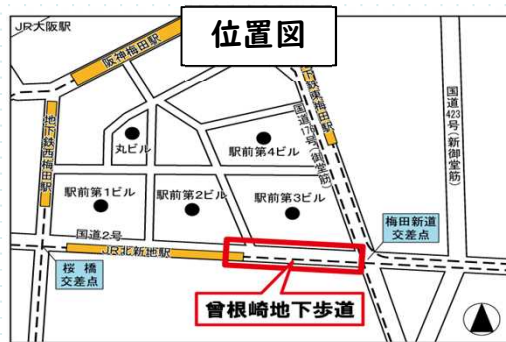 位置図
JR大阪駅
阪神梅田駅
地下鉄東梅田駅
国道176号(御堂筋)
国道423号(新御堂筋)
地下鉄西梅田駅
丸ビル
駅前第4ビル
駅前第1ビル
駅前第2ビル
駅前第3ビル
梅田新道
交差点
国道2号
JR北新地駅
桜橋
交差点
曾根崎地下歩道